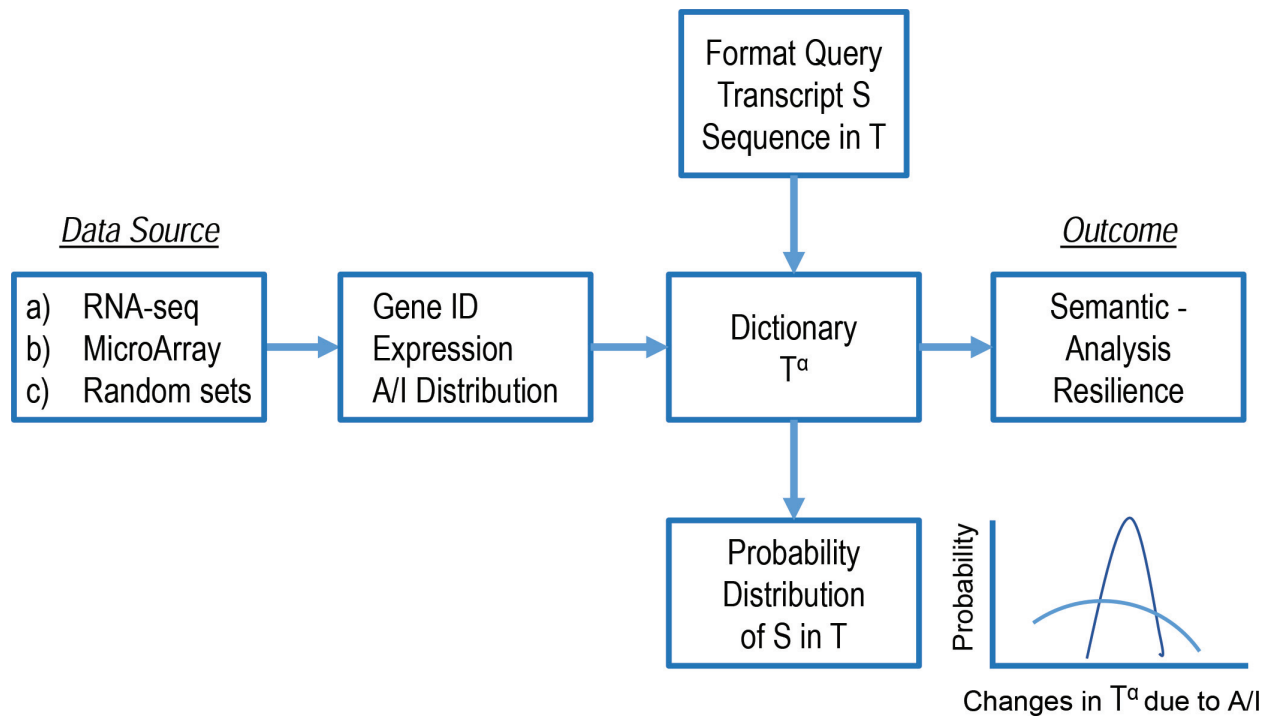 Format Query
Transcript S
Sequence in T
Data Source
a) RNA-seq
b) MicroArray
c) Random sets
Gene ID
Expression
A/I Distribution
Dictionary
Tα
Outcome
Semantic -
Analysis
Resilience
Probability
Distribution
of S in T
Probability
Changes in Tα due to A/I